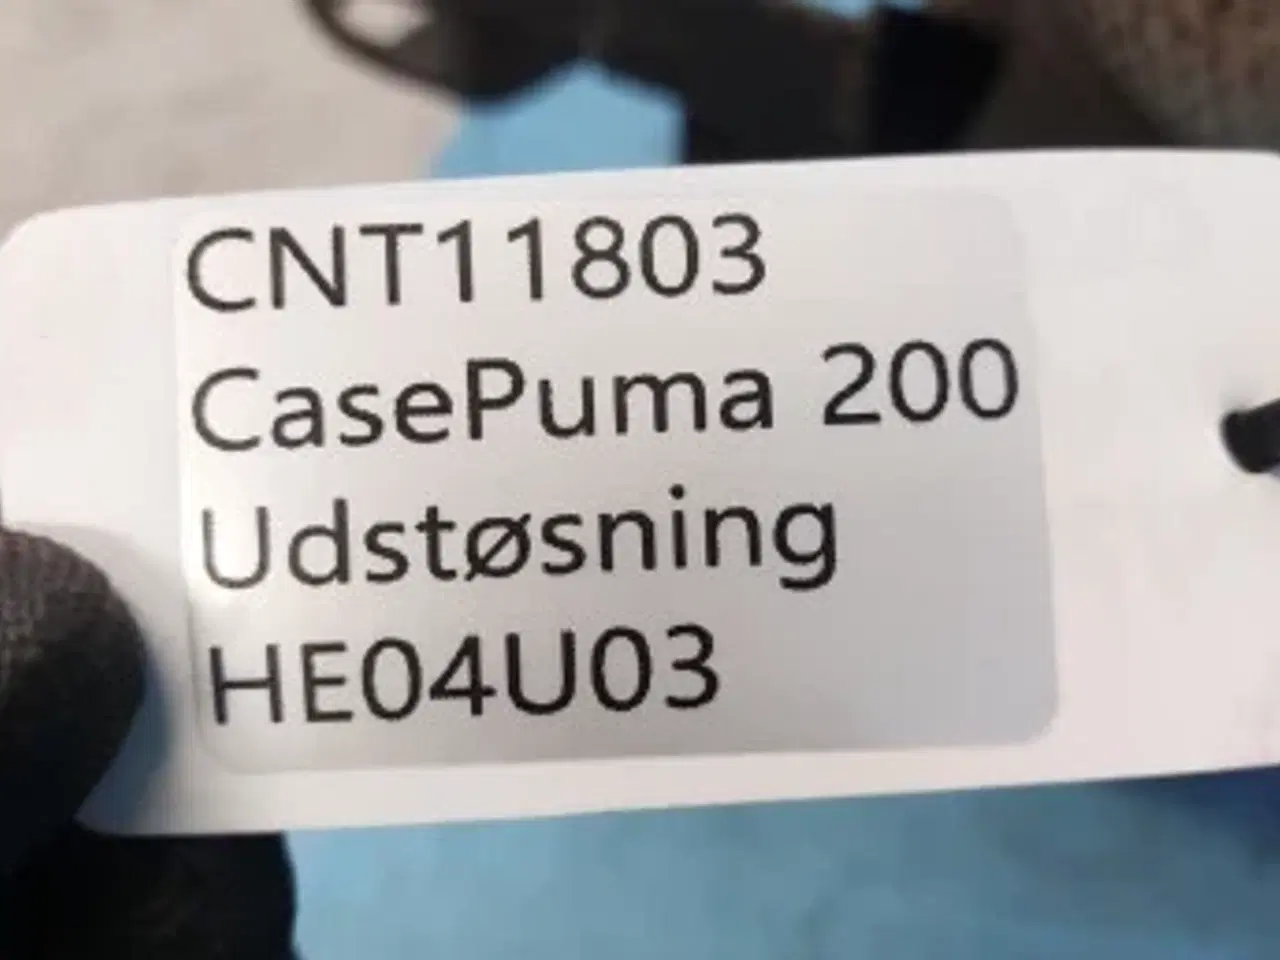 CNT11803
CasePuma 200
Udstøsning
HE04U03